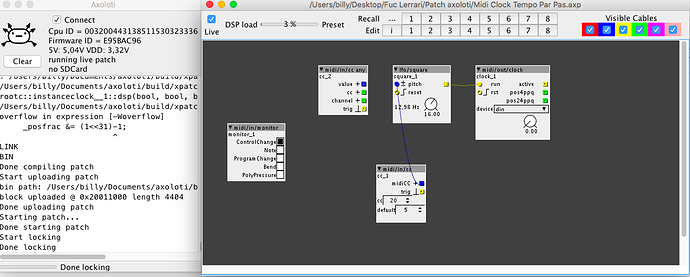 Axoloti
Connect
Cpu ID = 003200443138511530323336
Firmware ID = E95BAC96
5V: 5,04V VDD: 3,32V
Clear
running live patch
no SDCard
/Users/billy/Documents/axoloti/build/xpatc
root::instanceclock__1::dsp(bool, bool, b
/Users/billy/Documents/axoloti/build/xpatc
overflow in expression [-Woverflow]
_posfrac &= (1<<31)-1;
^
LINK
BIN
Done compiling patch
Start uploading patch
bin path: /Users/billy/Documents/axoloti/b
block uploaded @ 0x20011000 length 4404
Done uploading patch
Starting patch...
Done starting patch
Start locking
Done locking
Done locking
/Users/billy/Desktop/Fuc Lerrari/Patch axoloti/Midi Clock Tempo Par Pas.axp
Live
DSP load
3 %
Preset
Recall ... 1 2 3 4 5 6 7 8
Edit i 1 2 3 4 5 6 7 8
Visible Cables
midi/in/cc any
cc_2
value
cc
channel
trig
lfo/square
square_1
pitch
reset
12,98 Hz
16.00
midi/out/clock
clock_1
run active
rst pos4ppq
pos24ppq
device din
0.00
midi/in/monitor
monitor_1
ControlChange
Note
ProgramChange
Bend
PolyPressure
midi/in/cc
cc_1
midiCC
trig
cc 20
default 5